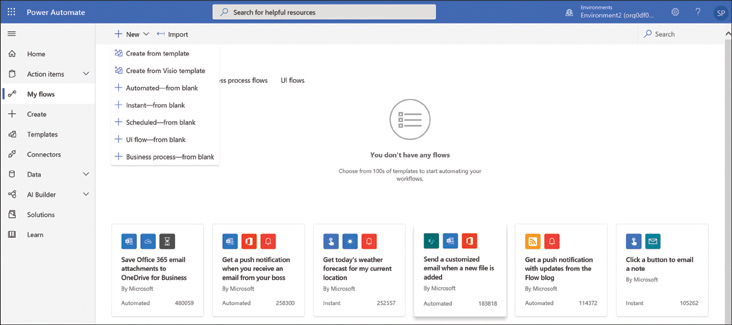 Power Automate
Search for helpful resources
Environments
Environment2 (orq0df0...
SP
New
Import
Search
Home
Action items
My flows
Create
Templates
Connectors
Data
AI Builder
Solutions
Learn
Create from template
Create from Visio template
Automated—from blank
Instant—from blank
Scheduled—from blank
UI flow—from blank
Business process—from blank
ss process flows
UI flows
You don't have any flows
Choose from 100s of templates to start automating your
workflows.
Save Office 365 email
attachments to
OneDrive for Business
By Microsoft
Automated 480059
Get a push notification
when you receive an
email from your boss
By Microsoft
Automated 258300
Get today's weather
forecast for my current
location
By Microsoft
Instant 252557
Send a customized
email when a new file is
added
By Microsoft
Automated 183818
Get a push notification
with updates from the
Flow blog
By Microsoft
Automated 114372
Click a button to email
a note
By Microsoft
Instant 105262